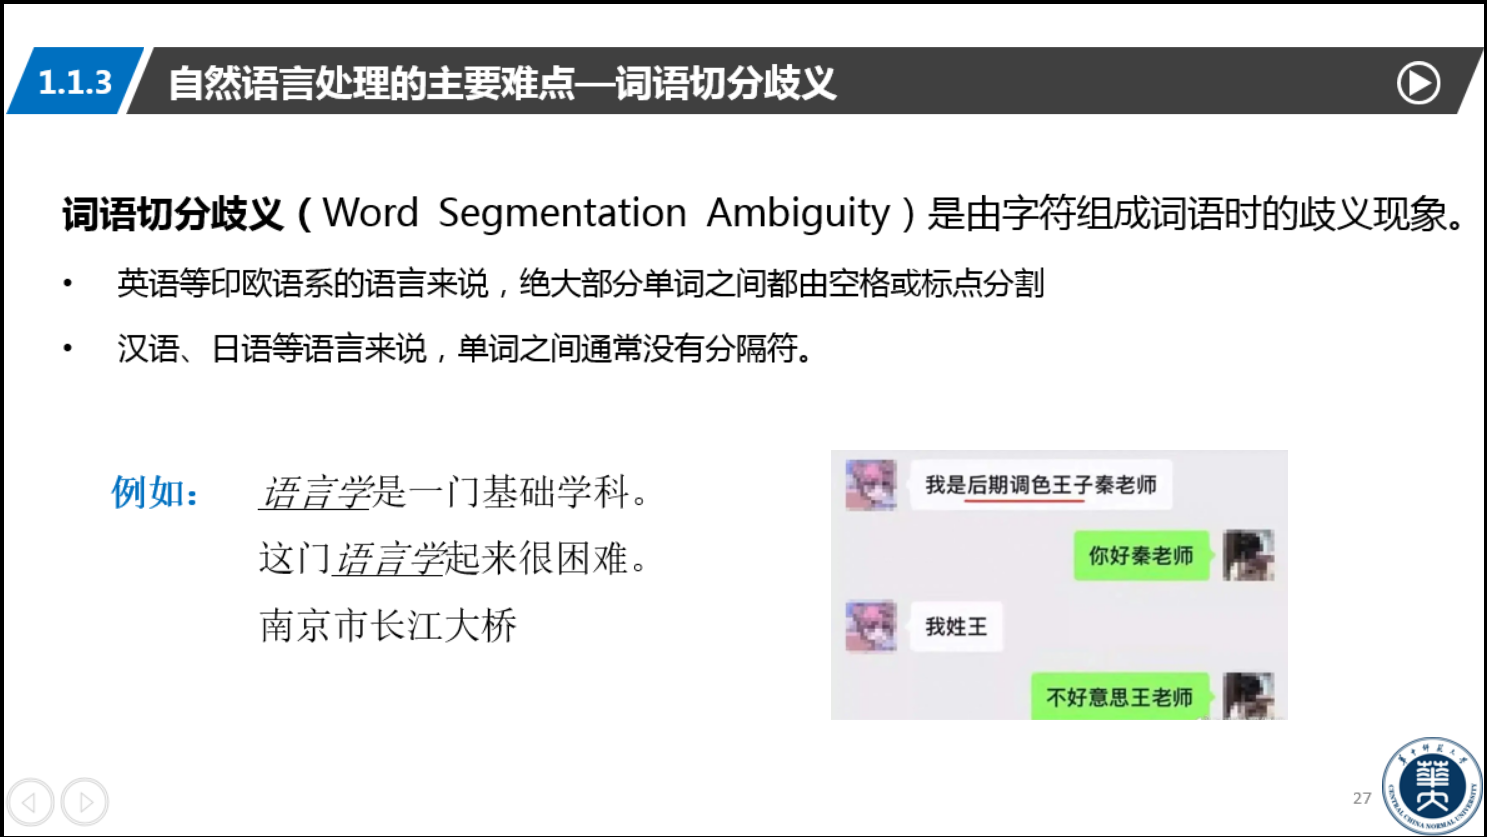 1.1.3 自然语言处理的主要难点—词语切分歧义
词语切分歧义（Word Segmentation Ambiguity）是由字符组成词语时的歧义现象。
• 英语等印欧语系的语言来说，绝大部分单词之间都由空格或标点分割
• 汉语、日语等语言来说，单词之间通常没有分隔符。
例如： 语言学是一门基础学科。
这门语言学起来很困难。
南京市长江大桥
我是后期调色王子秦老师
你好秦老师
我姓王
不好意思王老师
27
華中师范大学
CENTRAL CHINA NORMAL UNIVERSITY